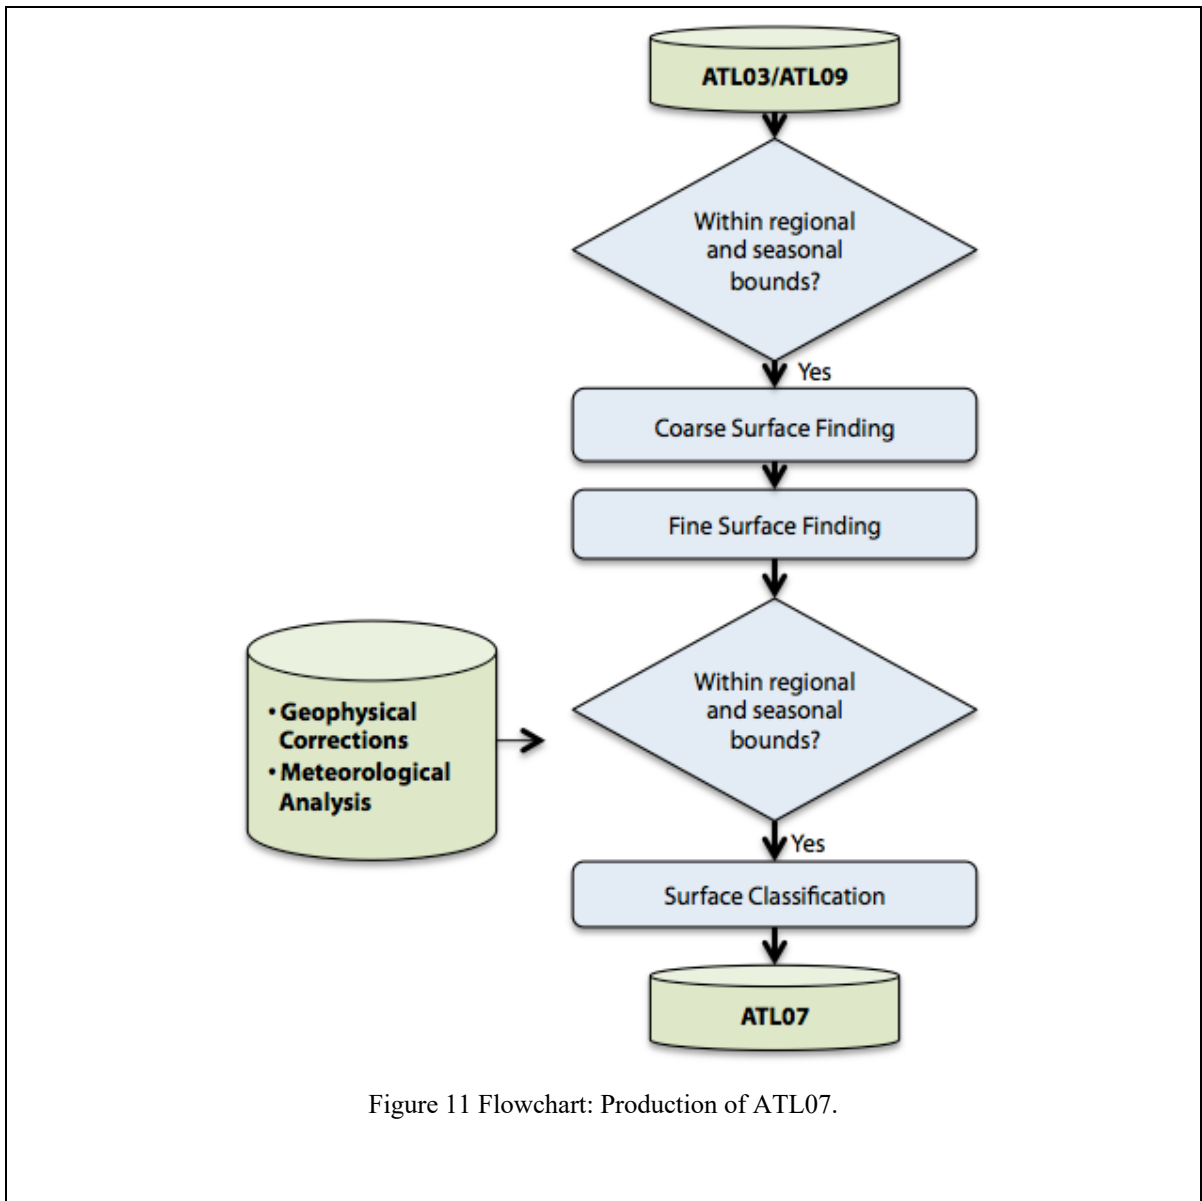 ATL03/ATL09
Within regional
and seasonal
bounds?
Yes
Coarse Surface Finding
Fine Surface Finding
• Geophysical
Corrections
• Meteorological
Analysis
Within regional
and seasonal
bounds?
Yes
Surface Classification
ATL07
Figure 11 Flowchart: Production of ATL07.